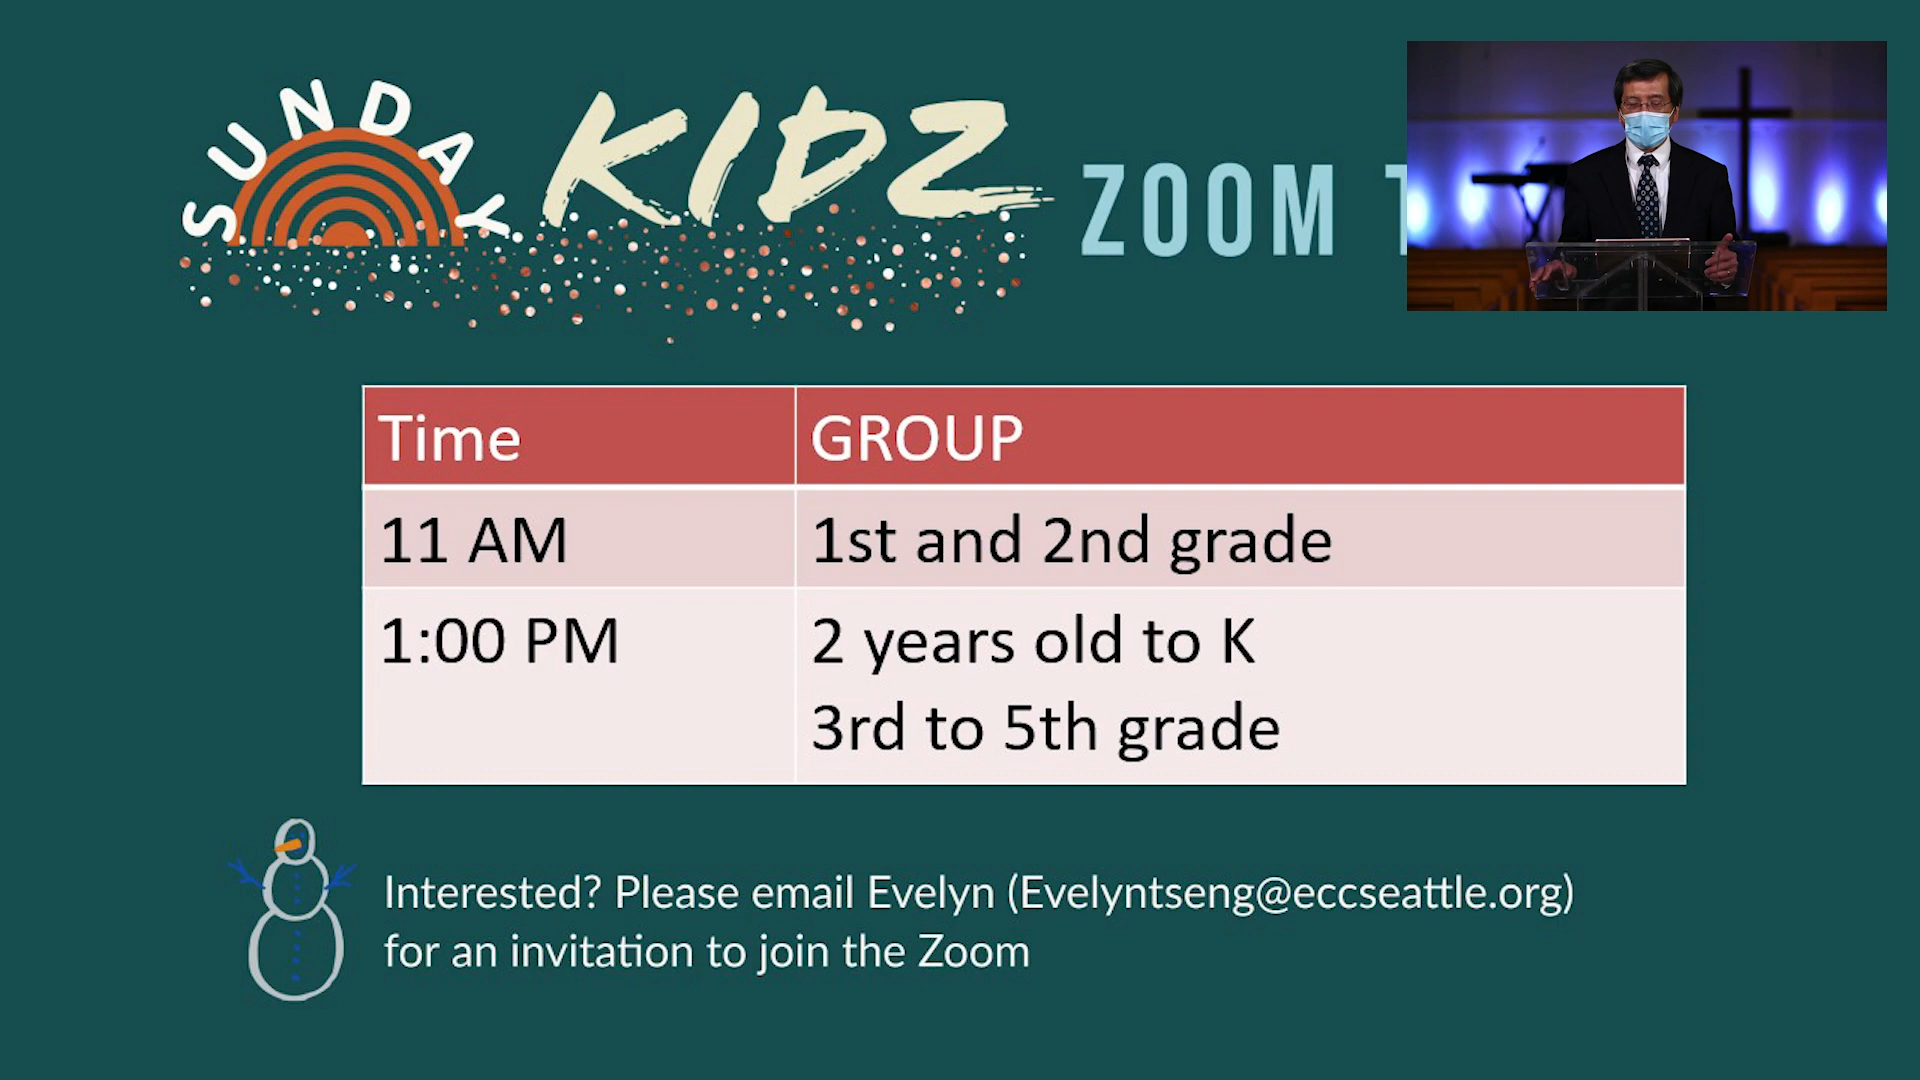 SUNDAY KIDZ ZOOM
Time GROUP
11 AM 1st and 2nd grade
1:00 PM 2 years old to K
3rd to 5th grade
Interested? Please email Evelyn (Evelyntseng@eccseattle.org)
for an invitation to join the Zoom